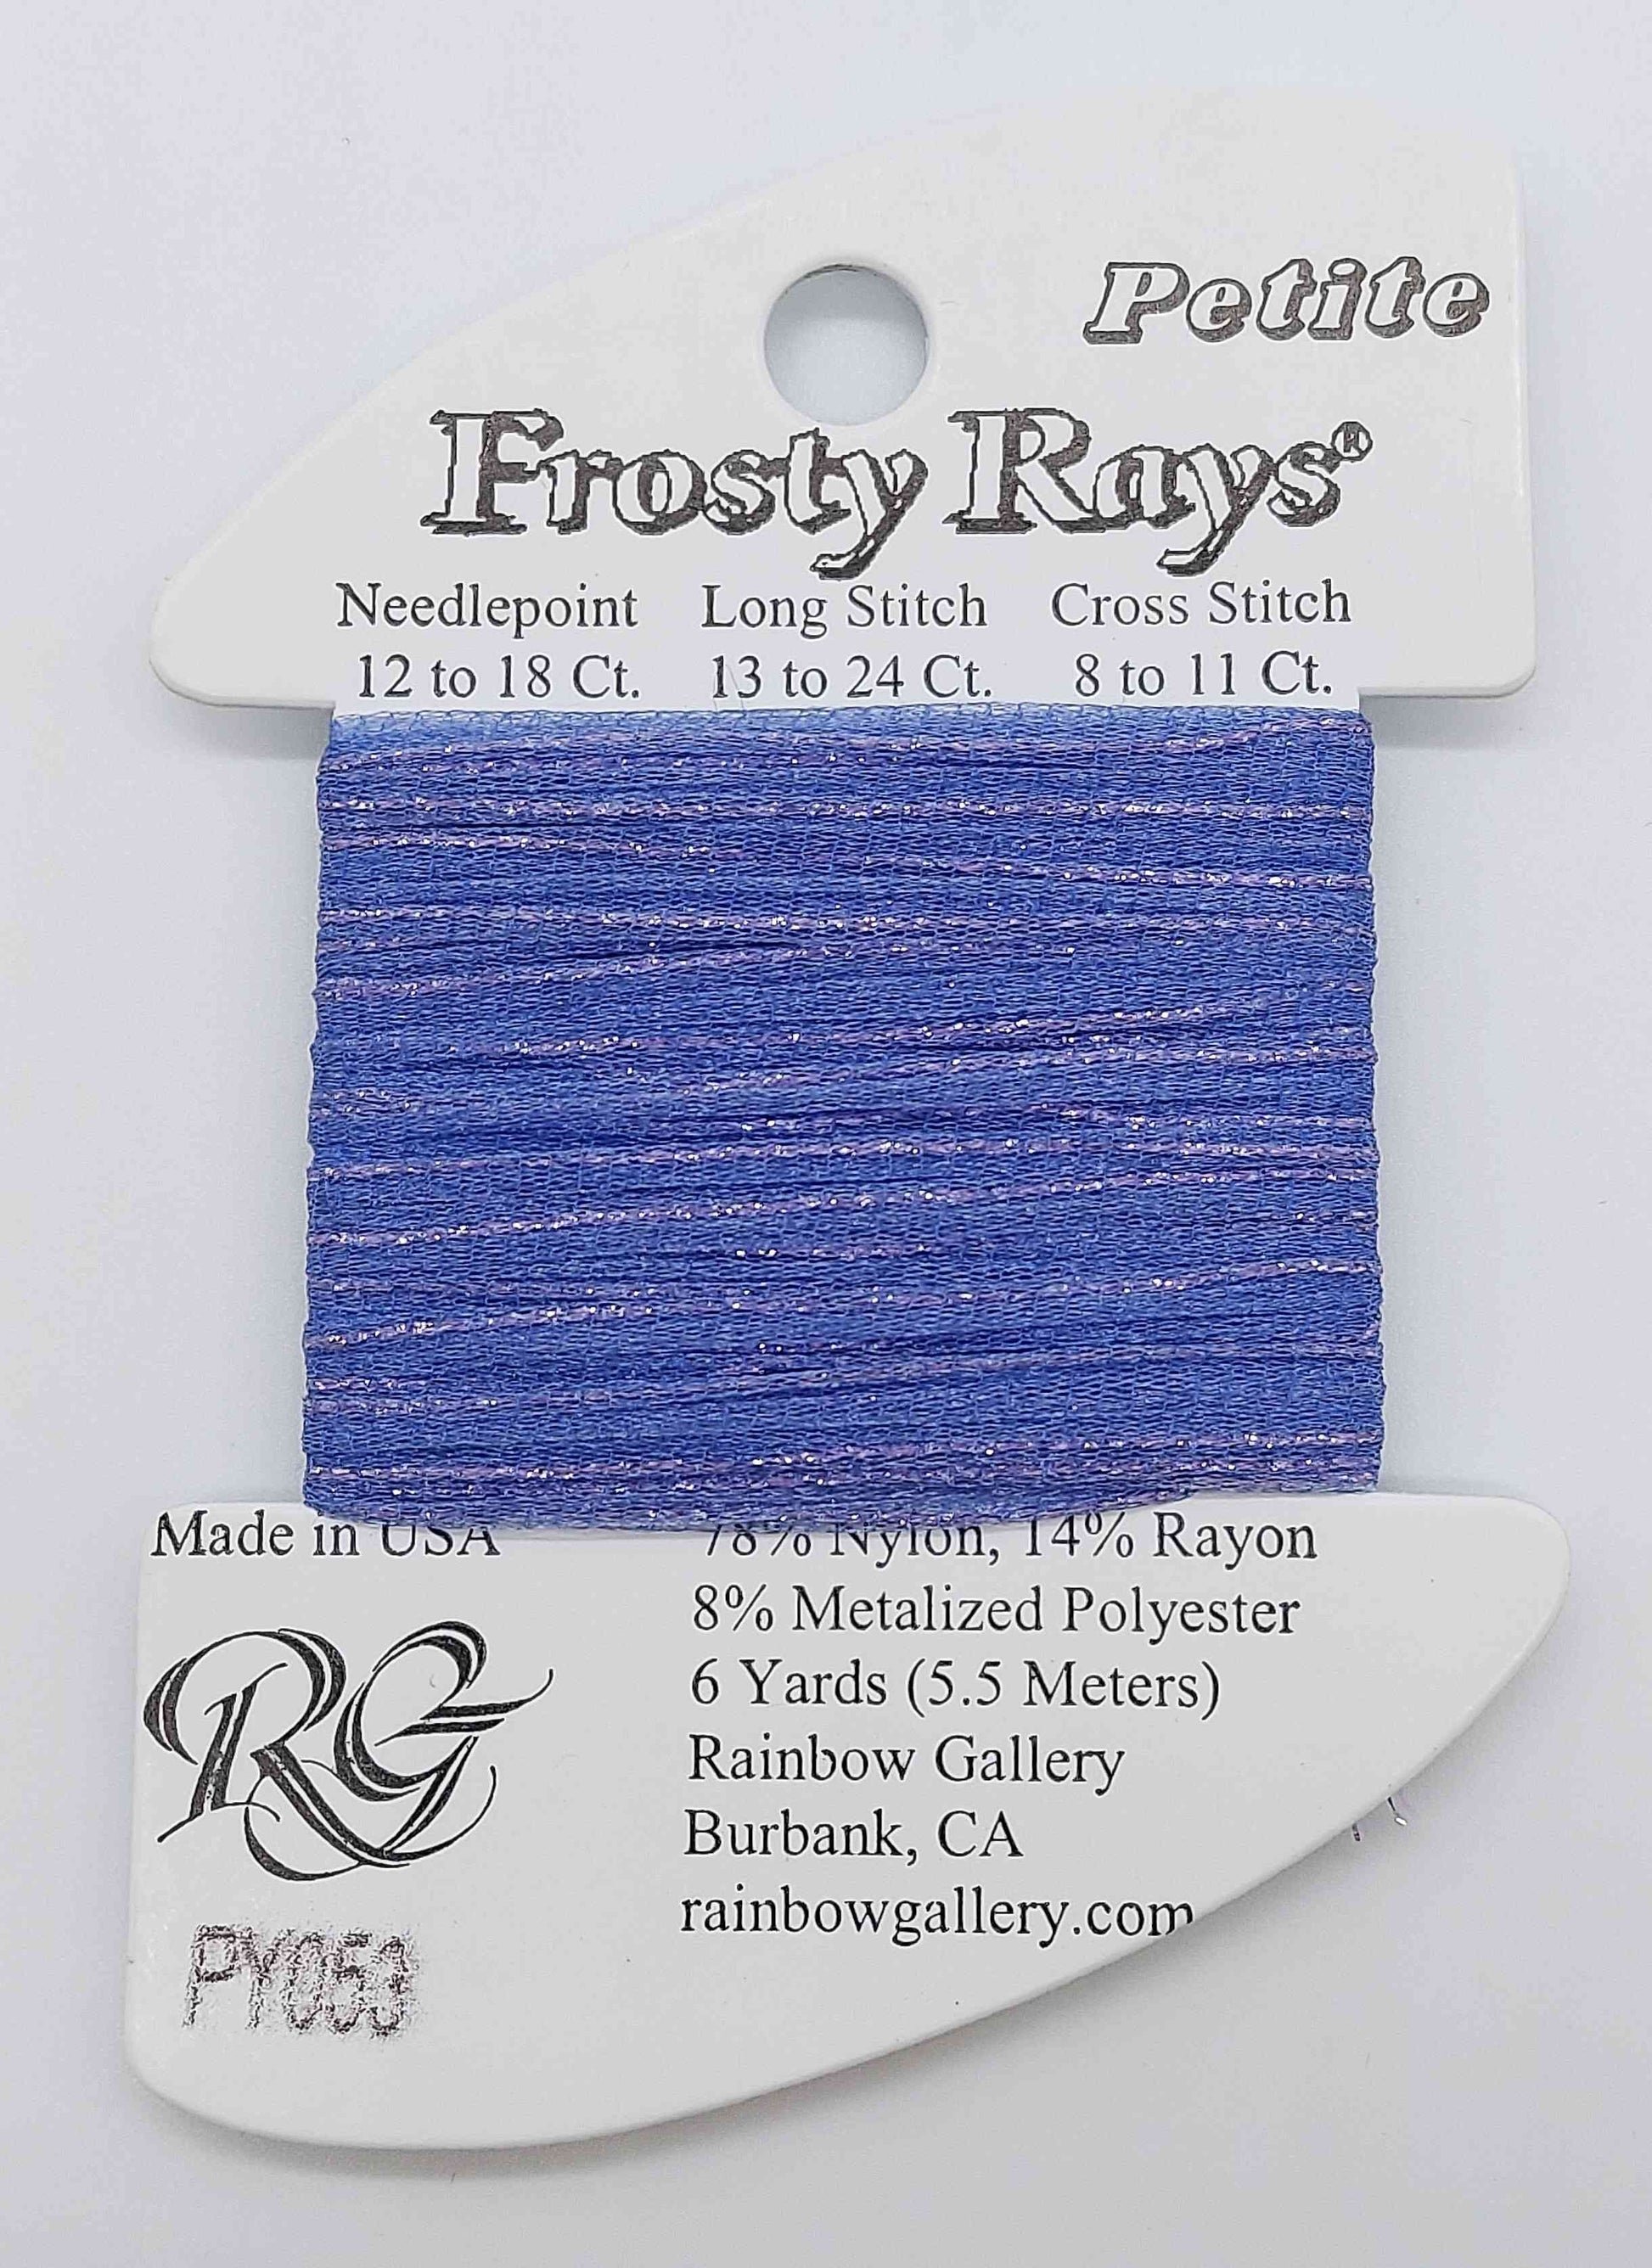 Petite
Frosty Rays®
Needlepoint Long Stitch Cross Stitch
12 to 18 Ct. 13 to 24 Ct. 8 to 11 Ct.
Made in USA 78% Nylon, 14% Rayon
8% Metalized Polyester
6 Yards (5.5 Meters)
RG
Rainbow Gallery
Burbank, CA
rainbowgallery.com
PY050